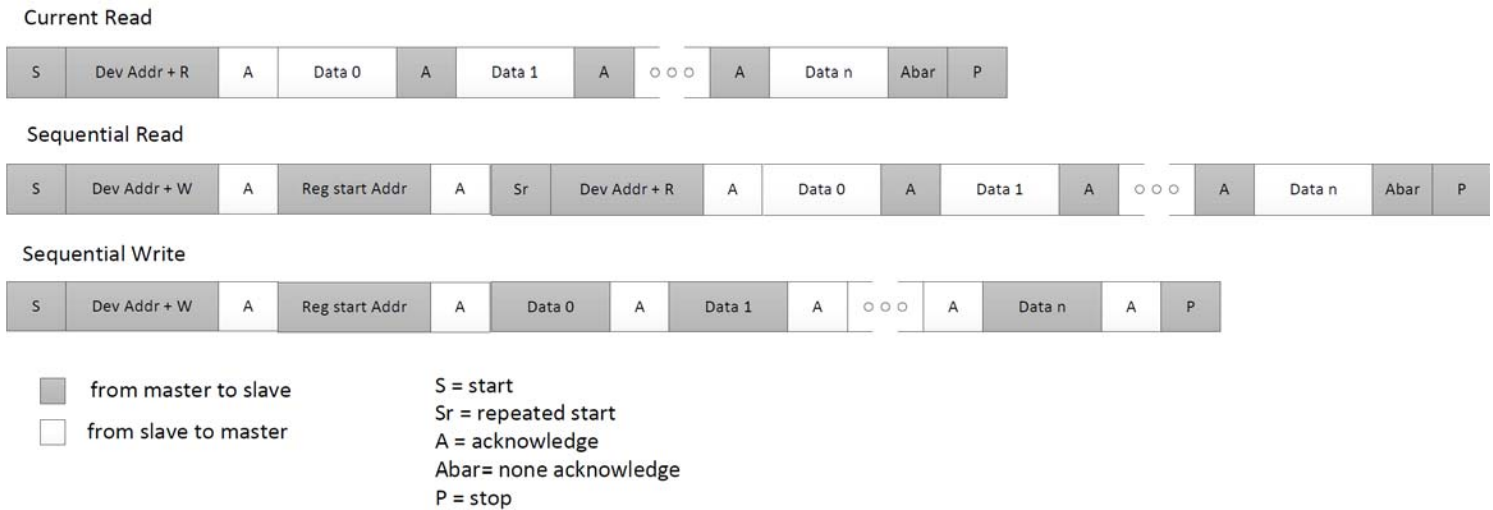 Current Read
S Dev Addr + R A Data 0 A Data 1 A A Data n Abar P
Sequential Read
S Dev Addr + W A Reg start Addr A Sr Dev Addr + R A Data 0 A Data 1 A A Data n Abar P
Sequential Write
S Dev Addr + W A Reg start Addr A Data 0 A Data 1 A A Data n A P
from master to slave
from slave to master
S = start
Sr = repeated start
A = acknowledge
Abar= none acknowledge
P = stop